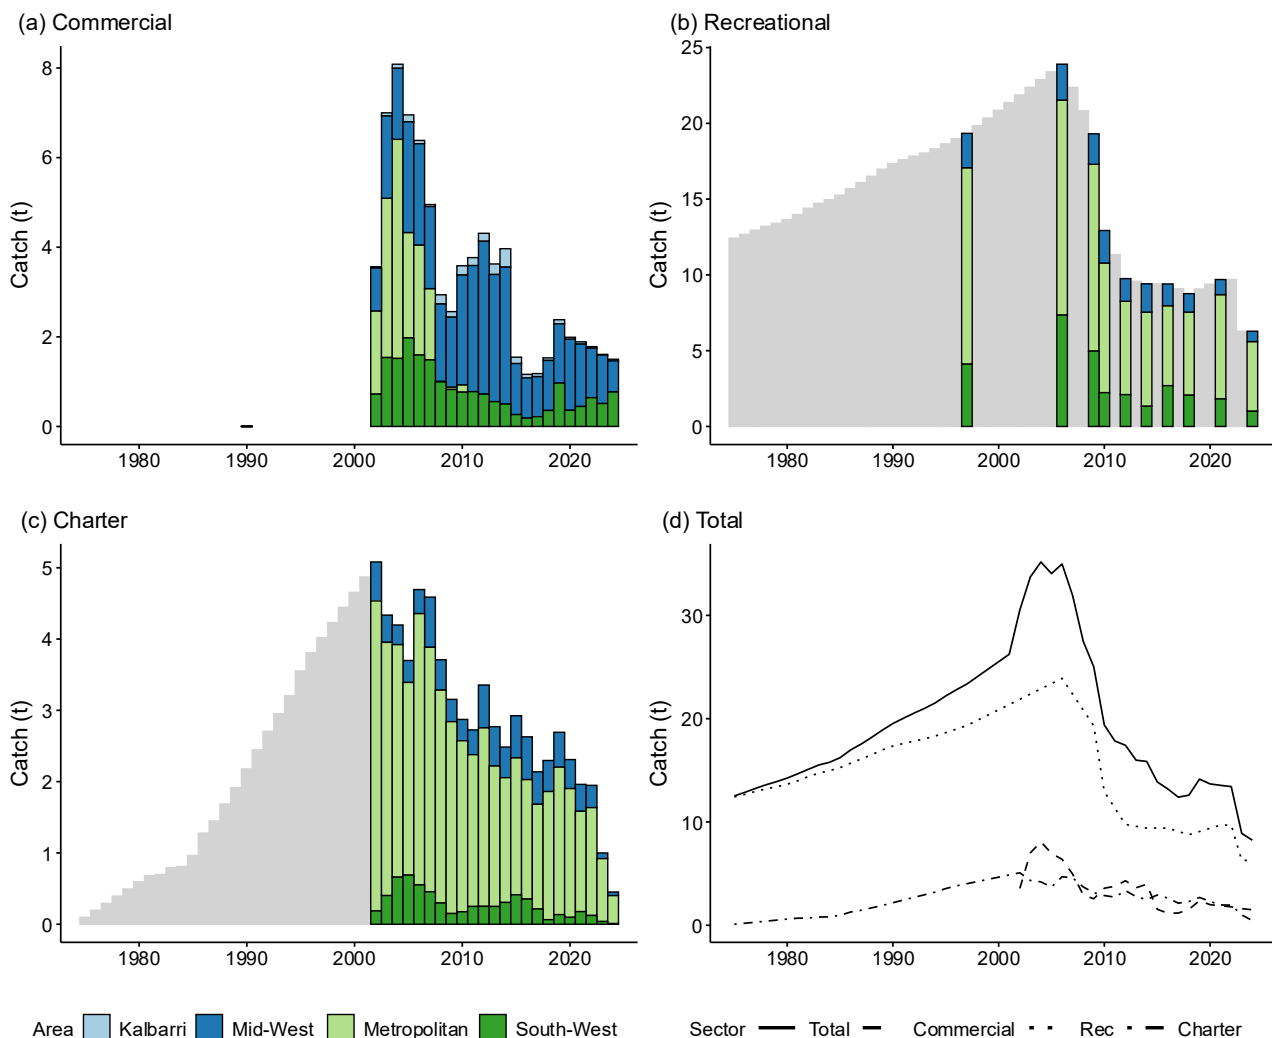 (a) Commercial
(b) Recreational
Catch (t)
8
6
4
2
0
1980 1990 2000 2010 2020
Catch (t)
25
20
15
10
5
0
1980 1990 2000 2010 2020
(c) Charter
(d) Total
Catch (t)
5
4
3
2
1
0
1980 1990 2000 2010 2020
Catch (t)
30
20
10
0
1980 1990 2000 2010 2020
Area Kalbarri Mid-West Metropolitan South-West
Sector Total Commercial Rec Charter